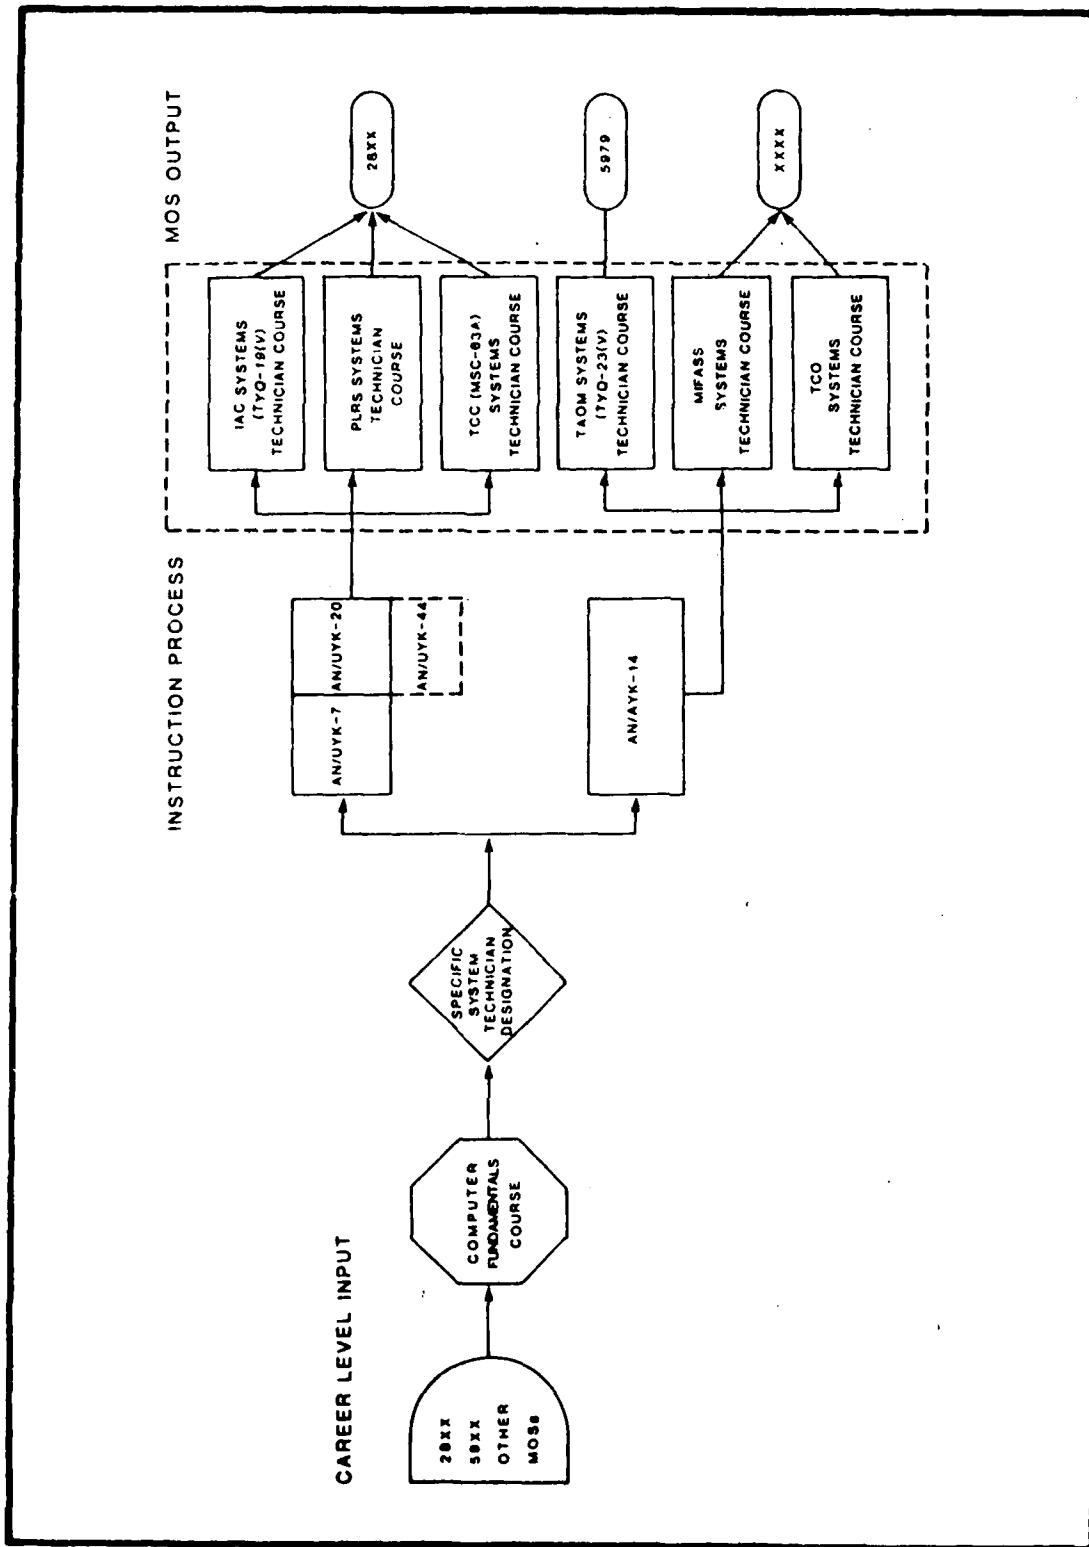 CAREER LEVEL INPUT
28XX
59XX
OTHER
MOSs
COMPUTER
FUNDAMENTALS
COURSE
SPECIFIC
SYSTEM
TECHNICIAN
DESIGNATION
INSTRUCTION PROCESS
AN/UYK-7
AN/UYK-20
AN/UYK-44
AN/AYK-14
IAC SYSTEMS
(TYQ-19(V)
TECHNICIAN COURSE
PLRS SYSTEMS
TECHNICIAN
COURSE
TCC (MSC-63A)
SYSTEMS
TECHNICIAN COURSE
TAOM SYSTEMS
(TYQ-23(V)
TECHNICIAN COURSE
MIFASS
SYSTEMS
TECHNICIAN COURSE
TCO
SYSTEMS
TECHNICIAN COURSE
MOS OUTPUT
28XX
5979
XXXX